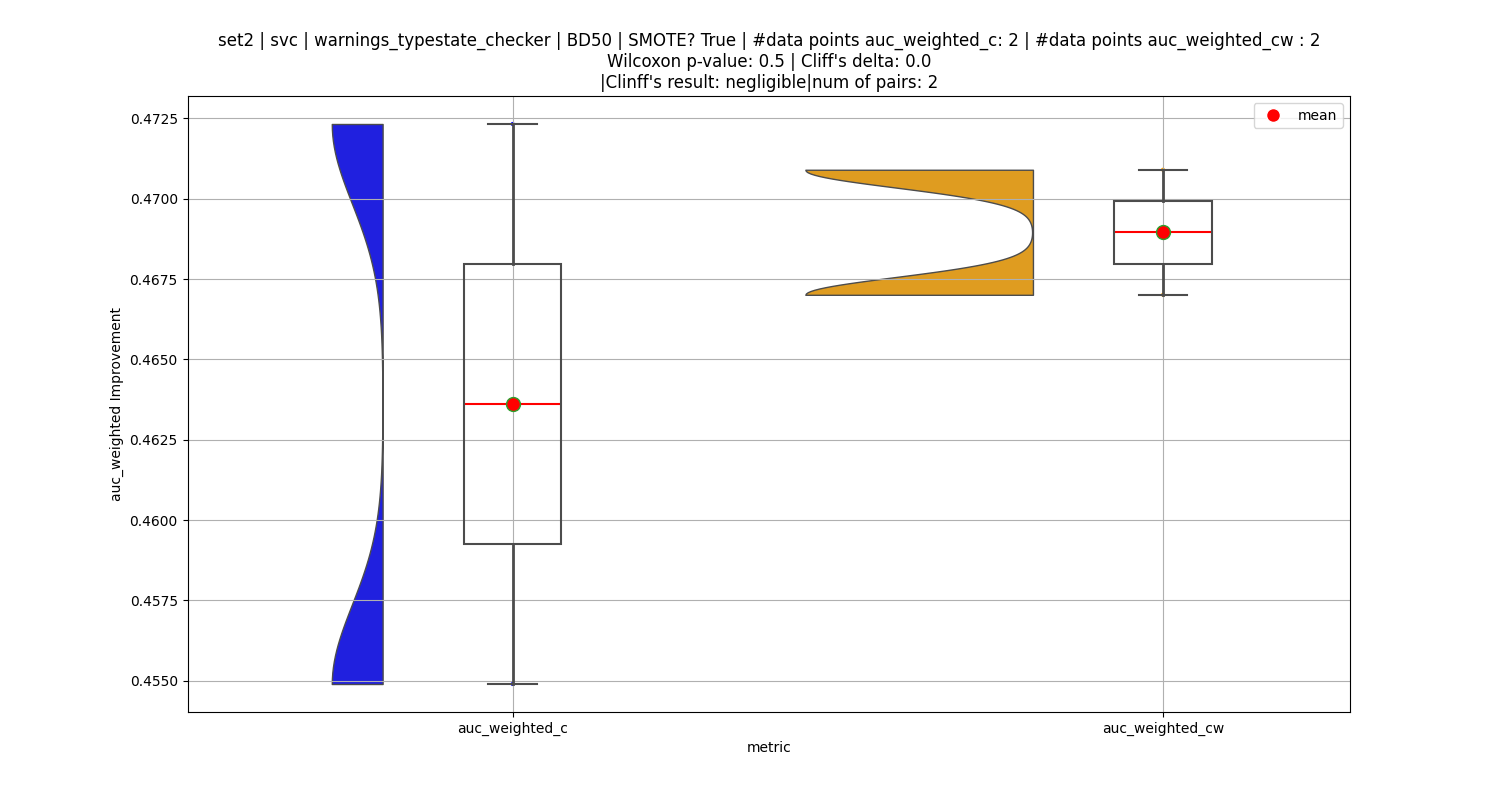 set2 | svc | warnings_typestate_checker | BD50 | SMOTE? True | #data points auc_weighted_c: 2 | #data points auc_weighted_cw : 2
Wilcoxon p-value: 0.5 | Cliff's delta: 0.0
|Clinff's result: negligible|num of pairs: 2
mean
0.4725
0.4700
0.4675
0.4650
0.4625
0.4600
0.4575
0.4550
auc_weighted Improvement
auc_weighted_c
auc_weighted_cw
metric